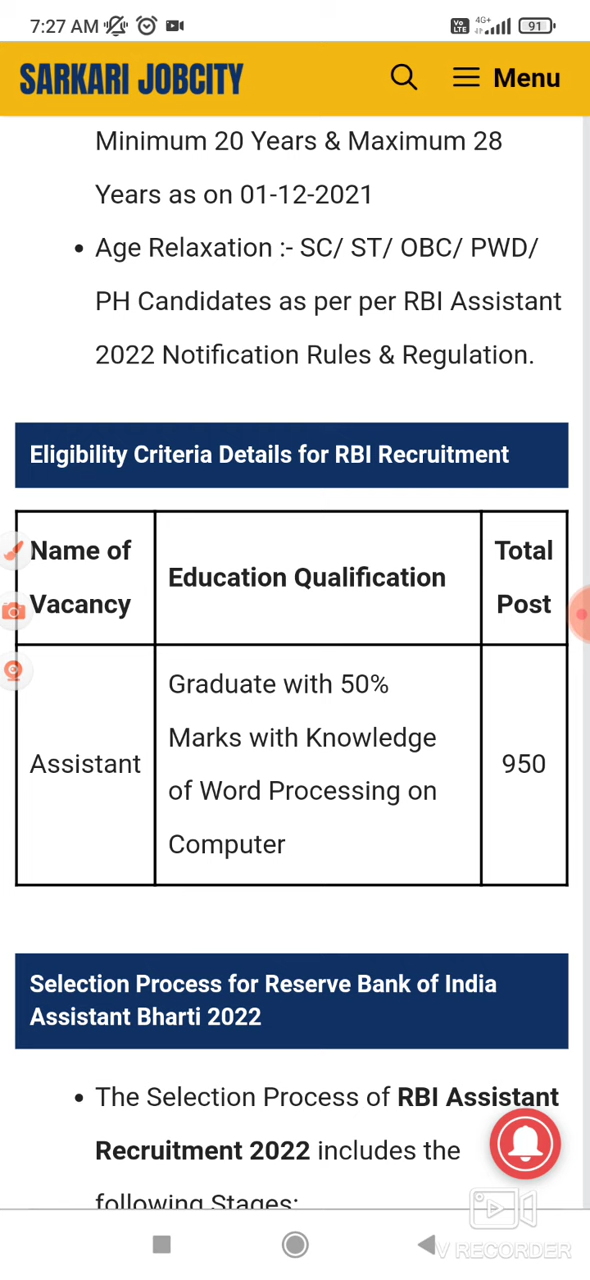 7:27 AM
Vo LTE 4G+ 91
SARKARI JOBCITY
Menu
Minimum 20 Years & Maximum 28
Years as on 01-12-2021
• Age Relaxation :- SC/ ST/ OBC/ PWD/
PH Candidates as per per RBI Assistant
2022 Notification Rules & Regulation.
Eligibility Criteria Details for RBI Recruitment
Name of
Vacancy
Education Qualification
Total
Post
Assistant
Graduate with 50%
Marks with Knowledge
of Word Processing on
Computer
950
Selection Process for Reserve Bank of India
Assistant Bharti 2022
• The Selection Process of RBI Assistant
Recruitment 2022 includes the
following Stages:
V RECORDER